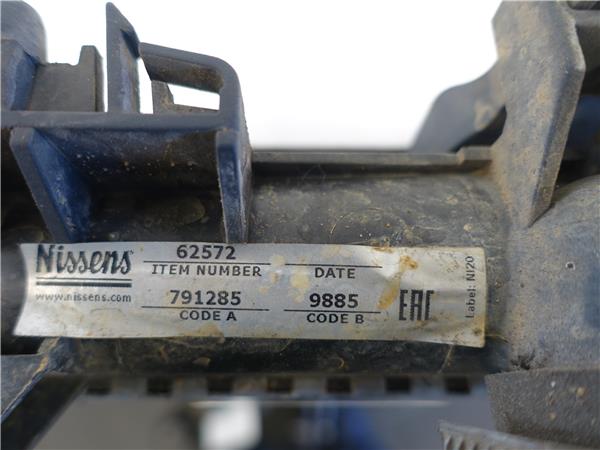 Nissens
www.nissens.com
62572
ITEM NUMBER DATE
791285 9885
CODE A CODE B
EAC
Label: NI20